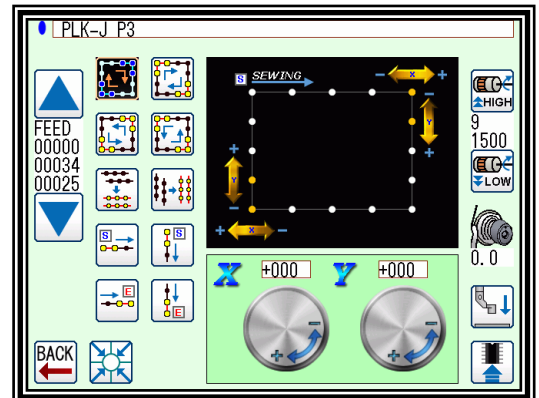 PLK-J P3
FEED
00000
00034
00025
S SEWING
- X +
- Y +
+ Y -
+ X -
HIGH
9
1500
LOW
0.0
S
S
E
E
X +000 Y +000
- +
- +
BACK